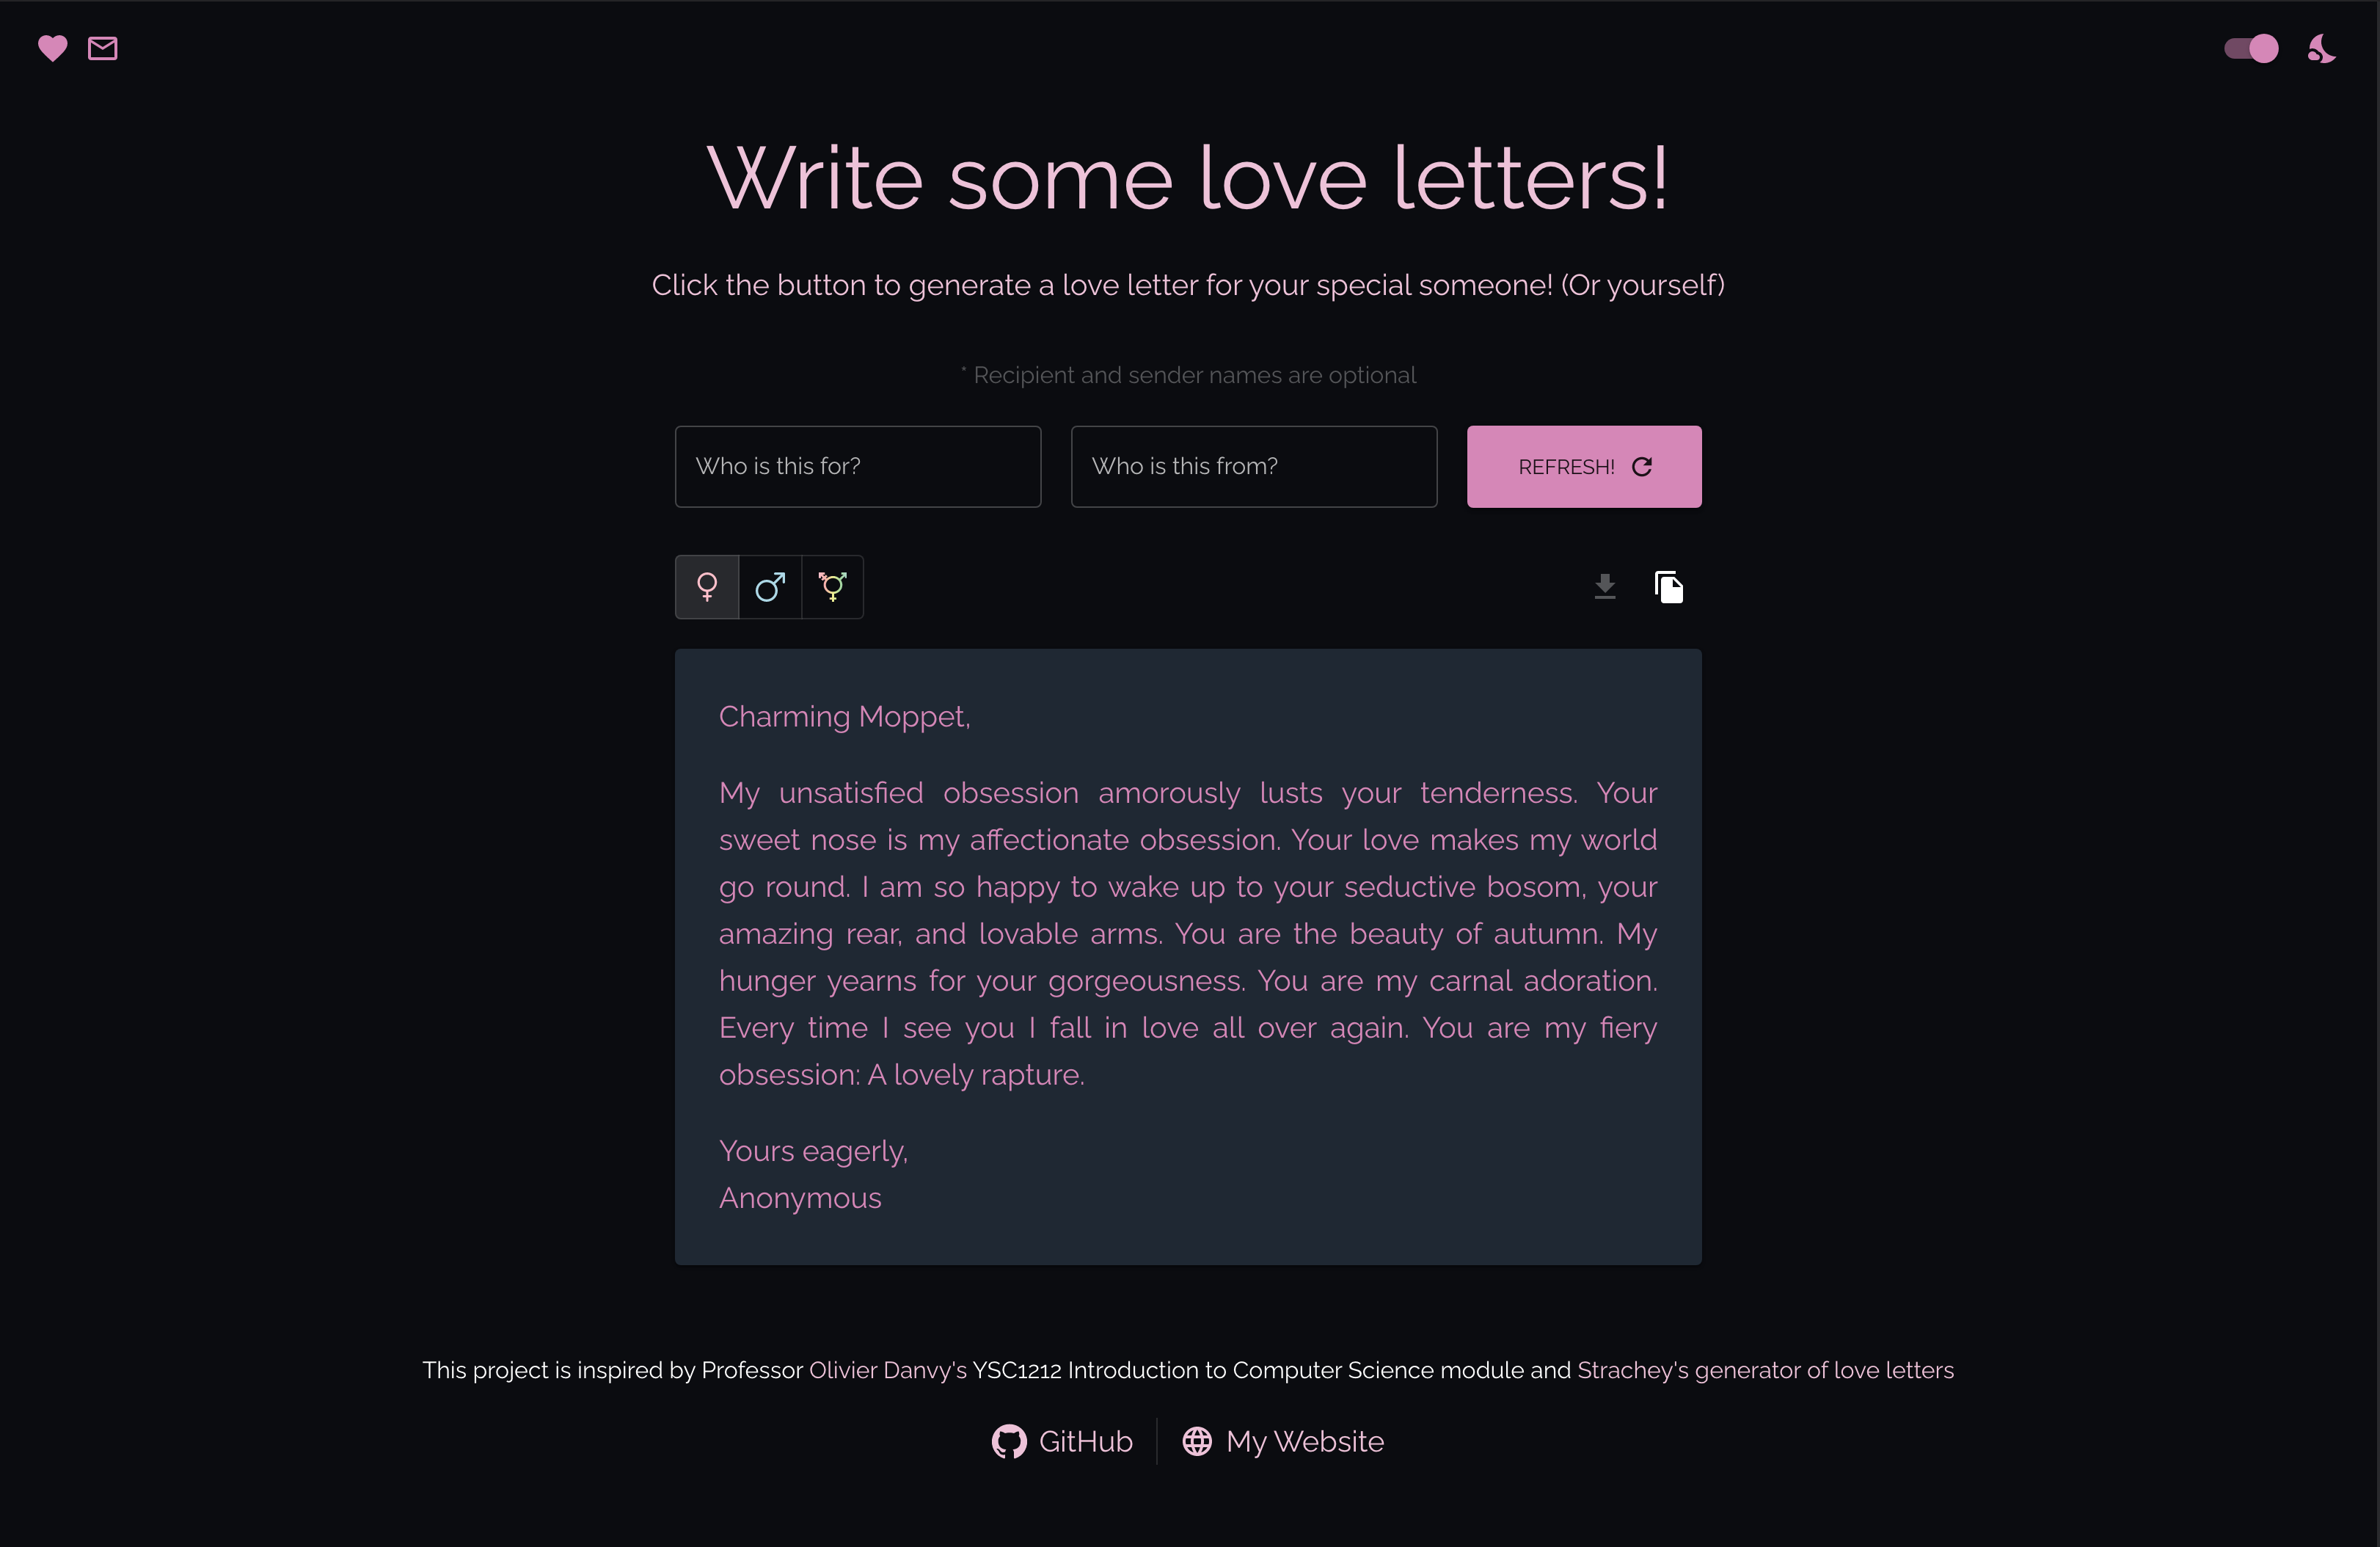 Write some love letters!
Click the button to generate a love letter for your special someone! (Or yourself)
* Recipient and sender names are optional
Who is this for?
Who is this from?
REFRESH!
Charming Moppet,
My unsatisfied obsession amorously lusts your tenderness. Your
sweet nose is my affectionate obsession. Your love makes my world
go round. I am so happy to wake up to your seductive bosom, your
amazing rear, and lovable arms. You are the beauty of autumn. My
hunger yearns for your gorgeousness. You are my carnal adoration.
Every time I see you I fall in love all over again. You are my fiery
obsession: A lovely rapture.
Yours eagerly,
Anonymous
This project is inspired by Professor Olivier Danvy's YSC1212 Introduction to Computer Science module and Strachey's generator of love letters
GitHub
My Website